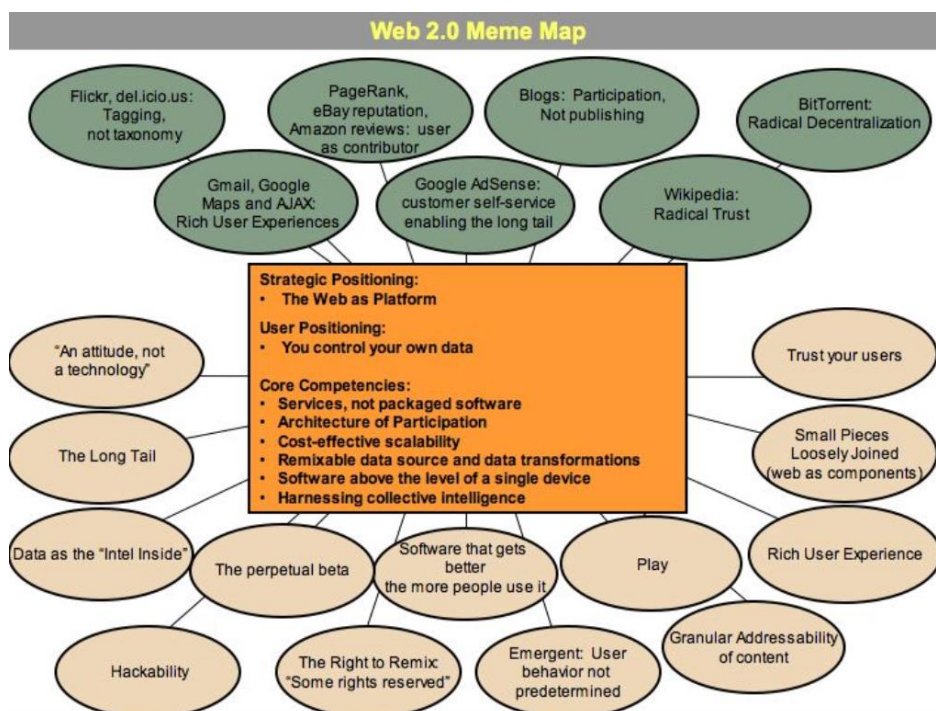 Web 2.0 Meme Map
Flickr, del.icio.us:
Tagging,
not taxonomy
PageRank,
eBay reputation,
Amazon reviews: user
as contributor
Blogs: Participation,
Not publishing
BitTorrent:
Radical Decentralization
Gmail, Google
Maps and AJAX:
Rich User Experiences
Google AdSense:
customer self-service
enabling the long tail
Wikipedia:
Radical Trust
Strategic Positioning:
• The Web as Platform
User Positioning:
• You control your own data
Core Competencies:
• Services, not packaged software
• Architecture of Participation
• Cost-effective scalability
• Remixable data source and data transformations
• Software above the level of a single device
• Harnessing collective intelligence
“An attitude, not
a technology”
Trust your users
The Long Tail
Small Pieces
Loosely Joined
(web as components)
Data as the “Intel Inside”
The perpetual beta
Software that gets
better
the more people use it
Play
Rich User Experience
Hackability
The Right to Remix:
“Some rights reserved”
Emergent: User
behavior not
predetermined
Granular Addressability
of content